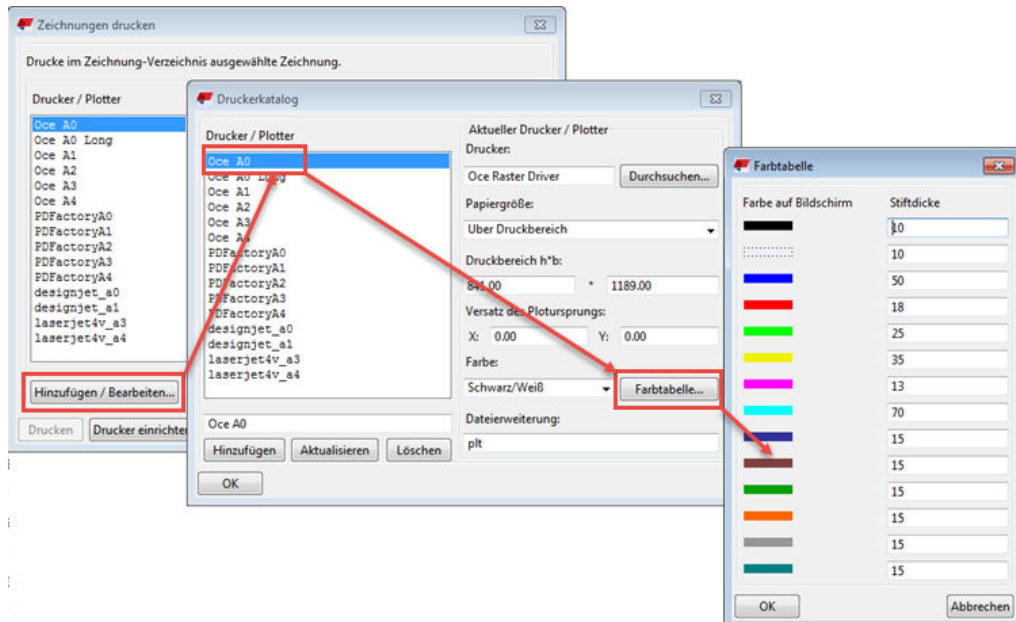 Zeichnungen drucken
Drucke im Zeichnung-Verzeichnis ausgewählte Zeichnung.
Drucker / Plotter
Oce A0
Oce A0 Long
Oce A1
Oce A2
Oce A3
Oce A4
PDFactoryA0
PDFactoryA1
PDFactoryA2
PDFactoryA3
PDFactoryA4
designjet_a0
designjet_a1
laserjet4v_a3
laserjet4v_a4
Hinzufügen / Bearbeiten...
Drucken
Drucker einrichten
Druckerkatalog
Drucker / Plotter
Oce A0
Oce A0 Long
Oce A1
Oce A2
Oce A3
Oce A4
PDFactoryA0
PDFactoryA1
PDFactoryA2
PDFactoryA3
PDFactoryA4
designjet_a0
designjet_a1
laserjet4v_a3
laserjet4v_a4
Oce A0
Hinzufügen Aktualisieren Löschen
OK
Aktueller Drucker / Plotter
Drucker:
Oce Raster Driver Durchsuchen...
Papiergröße:
Über Druckbereich
Druckbereich h*b:
841.00 * 1189.00
Versatz des Plotursprungs:
X: 0.00 Y: 0.00
Farbe:
Schwarz/Weiß Farbtabelle...
Dateierweiterung:
plt
Farbtabelle
Farbe auf Bildschirm Stiftdicke
10
10
50
18
25
35
13
70
15
15
15
15
15
15
OK Abbrechen